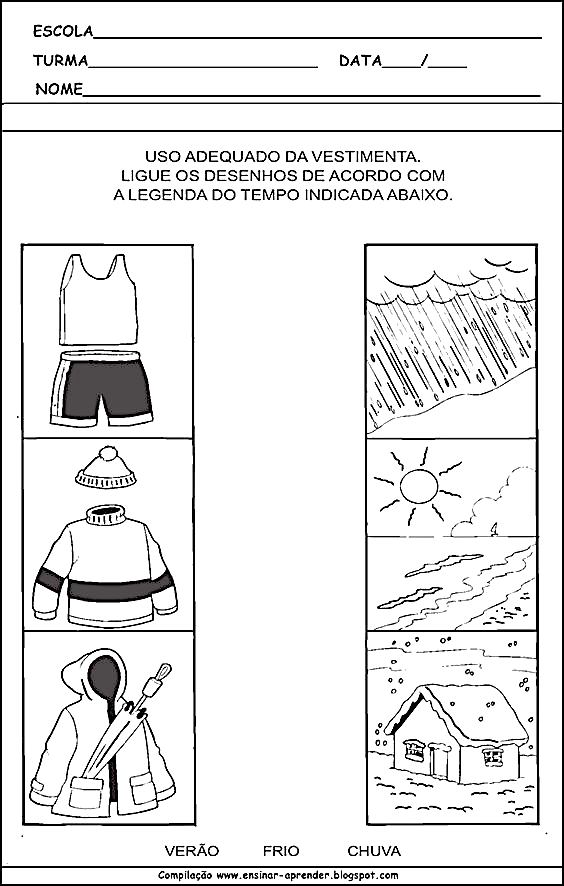 ESCOLA
TURMA DATA / 
NOME
USO ADEQUADO DA VESTIMENTA.
LIGUE OS DESENHOS DE ACORDO COM
A LEGENDA DO TEMPO INDICADA ABAIXO.
VERÃO FRIO CHUVA
Compilação www.ensinar-aprender.blogspot.com